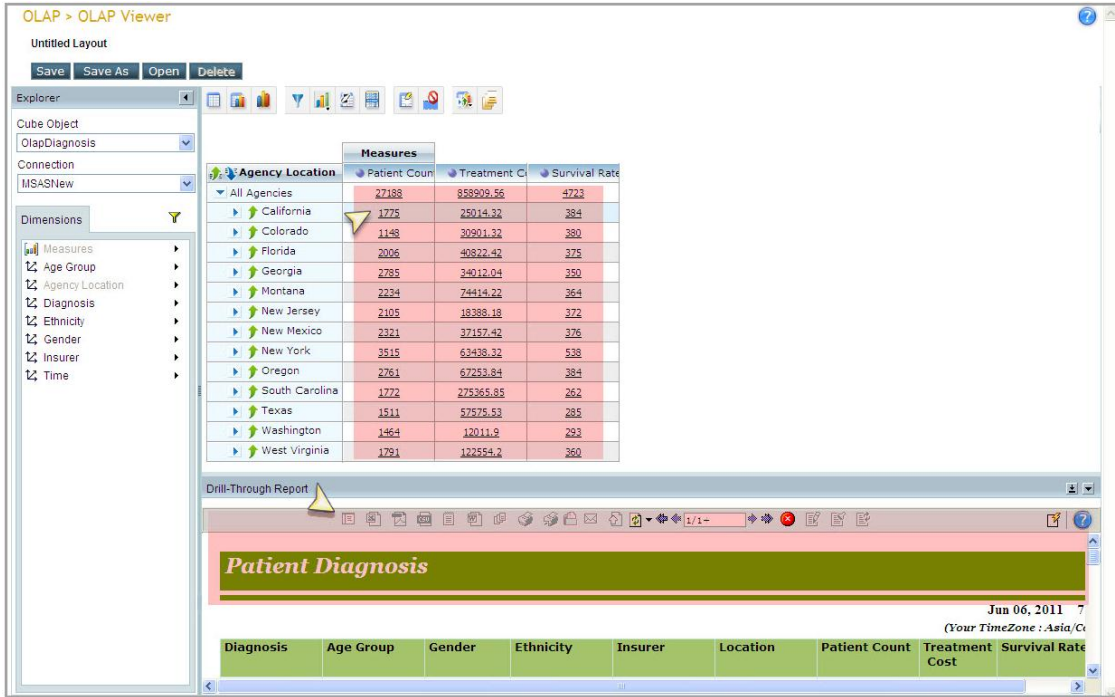 OLAP > OLAP Viewer
Untitled Layout
Save Save As Open Delete
Explorer
Cube Object
OlapDiagnosis
Connection
MSASNew
Dimensions
Measures
Age Group
Agency Location
Diagnosis
Ethnicity
Gender
Insurer
Time
Measures
Agency Location Patient Coun Treatment C Survival Rate
All Agencies 27188 858909.56 4723
California 1775 25014.32 384
Colorado 1148 30901.32 380
Florida 2006 40822.42 375
Georgia 2785 34012.04 350
Montana 2234 74414.22 364
New Jersey 2105 18388.18 372
New Mexico 2321 37157.42 376
New York 3515 63438.32 538
Oregon 2761 67253.84 384
South Carolina 1772 275365.85 262
Texas 1511 57575.53 285
Washington 1464 12011.9 293
West Virginia 1791 122554.2 360
Drill-Through Report
1/1+
Patient Diagnosis
Jun 06, 2011 7
(Your TimeZone : Asia/C
Diagnosis Age Group Gender Ethnicity Insurer Location Patient Count Treatment Cost Survival Rate